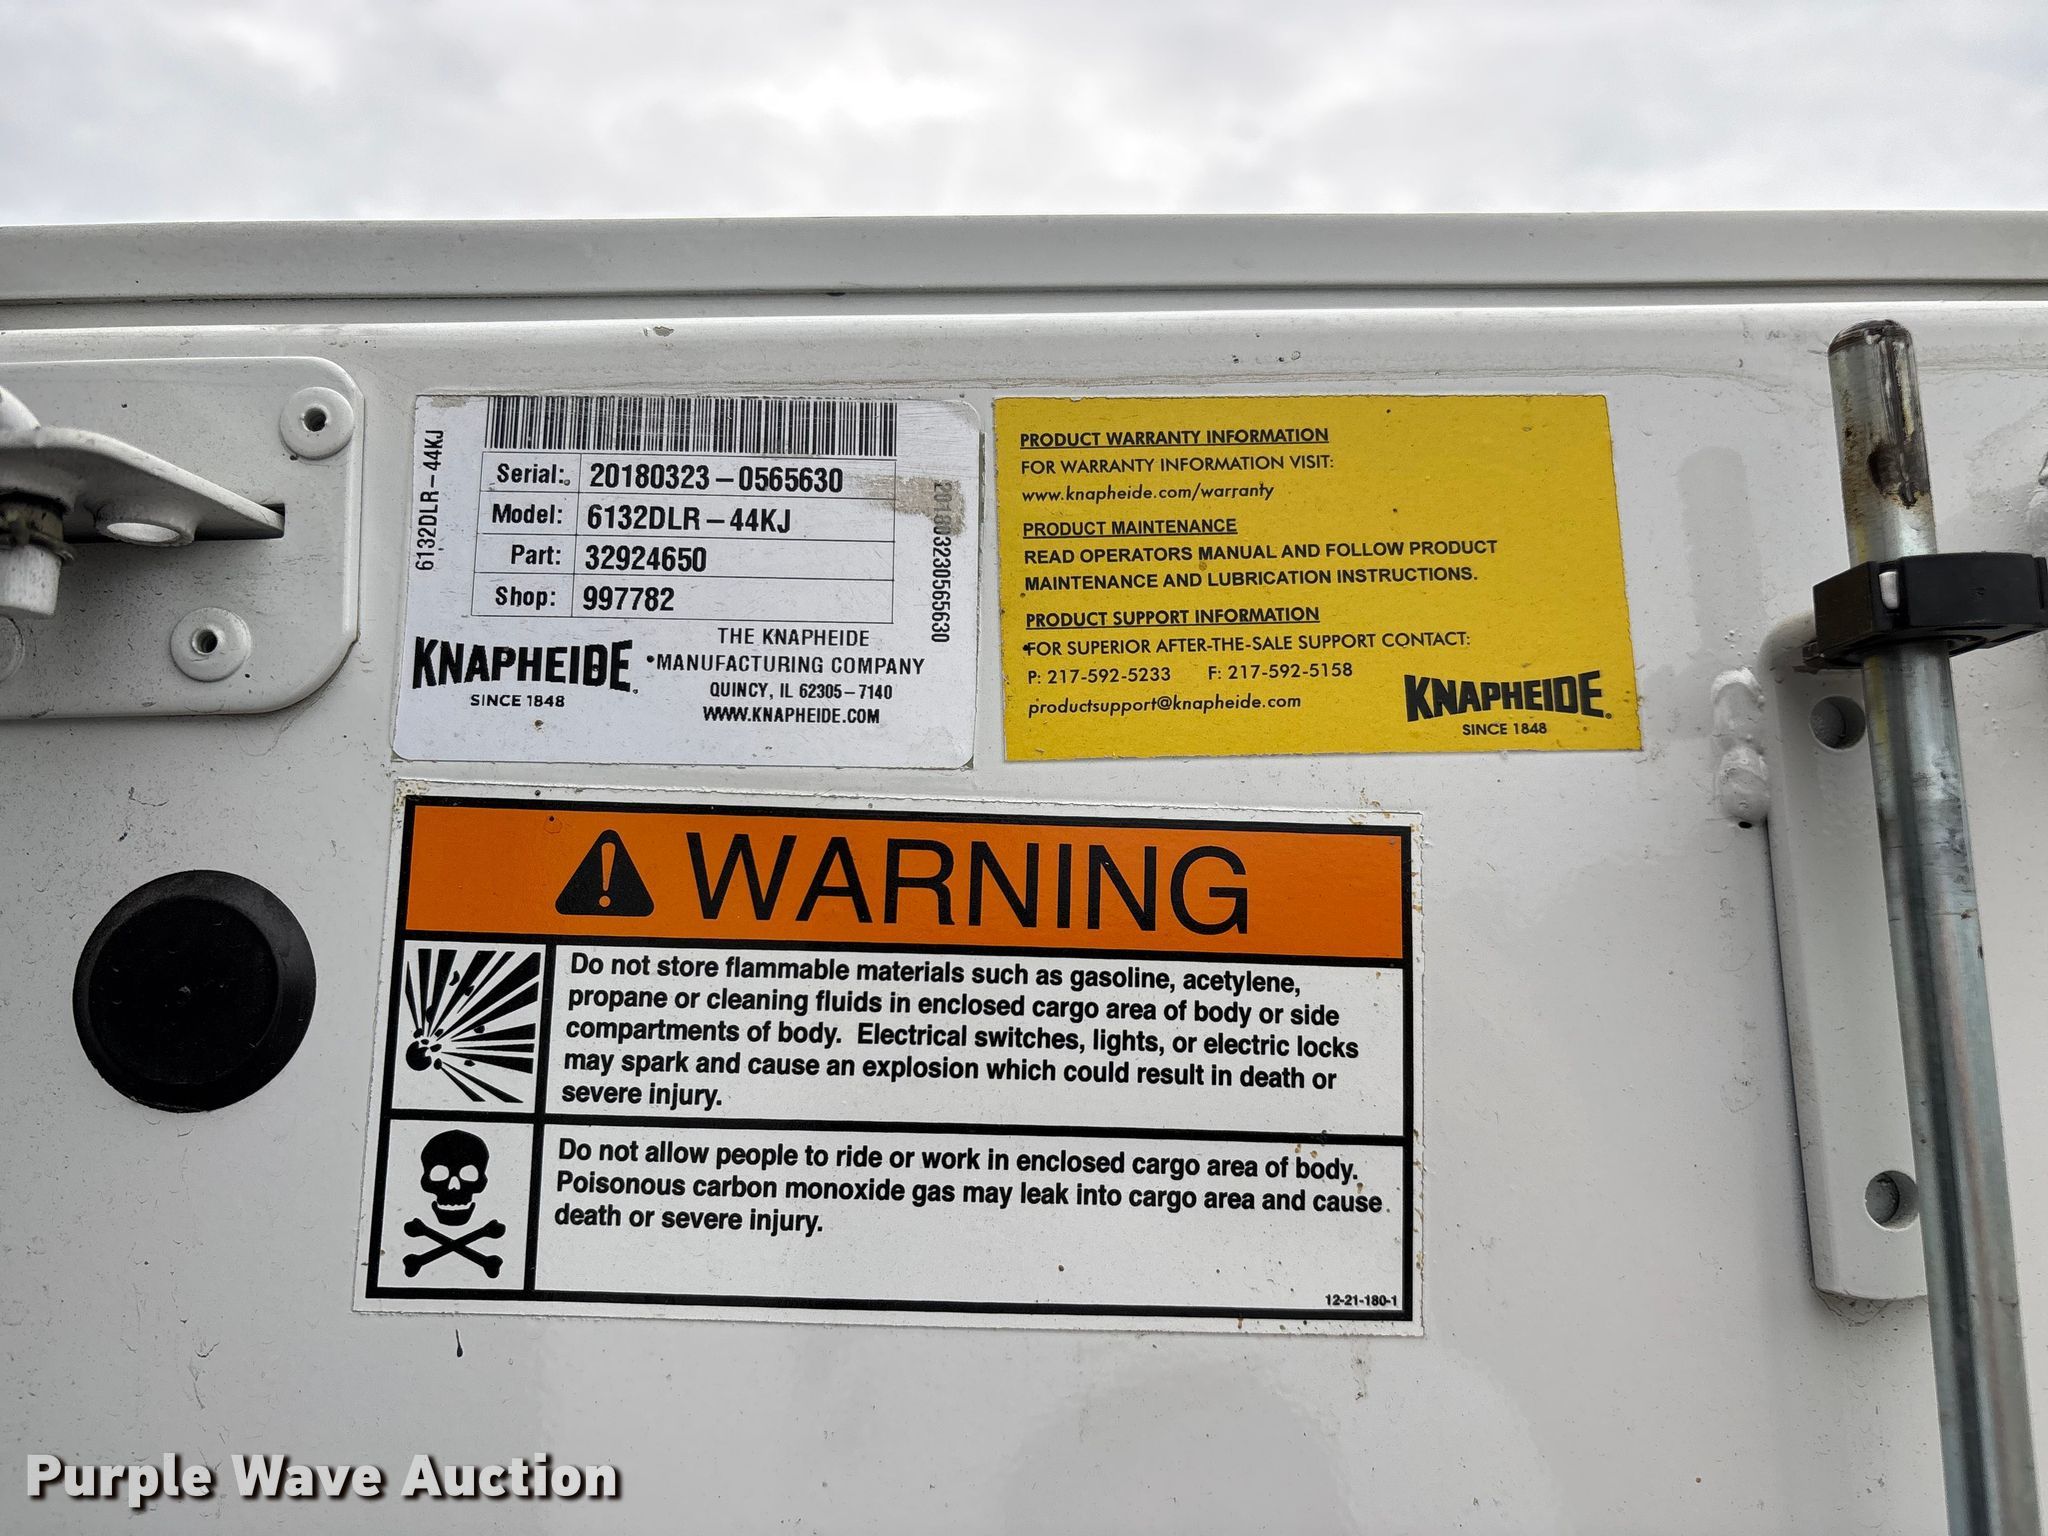 6132DLR-44KJ
Serial: 20180323-0565630
Model: 6132DLR-44KJ
Part: 32924650
Shop: 997782
201803230565630
KNAPHEIDE
SINCE 1848
THE KNAPHEIDE
MANUFACTURING COMPANY
QUINCY, IL 62305-7140
WWW.KNAPHEIDE.COM
PRODUCT WARRANTY INFORMATION
FOR WARRANTY INFORMATION VISIT:
www.knapheide.com/warranty
PRODUCT MAINTENANCE
READ OPERATORS MANUAL AND FOLLOW PRODUCT
MAINTENANCE AND LUBRICATION INSTRUCTIONS.
PRODUCT SUPPORT INFORMATION
FOR SUPERIOR AFTER-THE-SALE SUPPORT CONTACT:
P: 217-592-5233 F: 217-592-5158
productsupport@knapheide.com
KNAPHEIDE
SINCE 1848
WARNING
Do not store flammable materials such as gasoline, acetylene,
propane or cleaning fluids in enclosed cargo area of body or side
compartments of body. Electrical switches, lights, or electric locks
may spark and cause an explosion which could result in death or
severe injury.
Do not allow people to ride or work in enclosed cargo area of body.
Poisonous carbon monoxide gas may leak into cargo area and cause
death or severe injury.
12-21-180-1
Purple Wave Auction